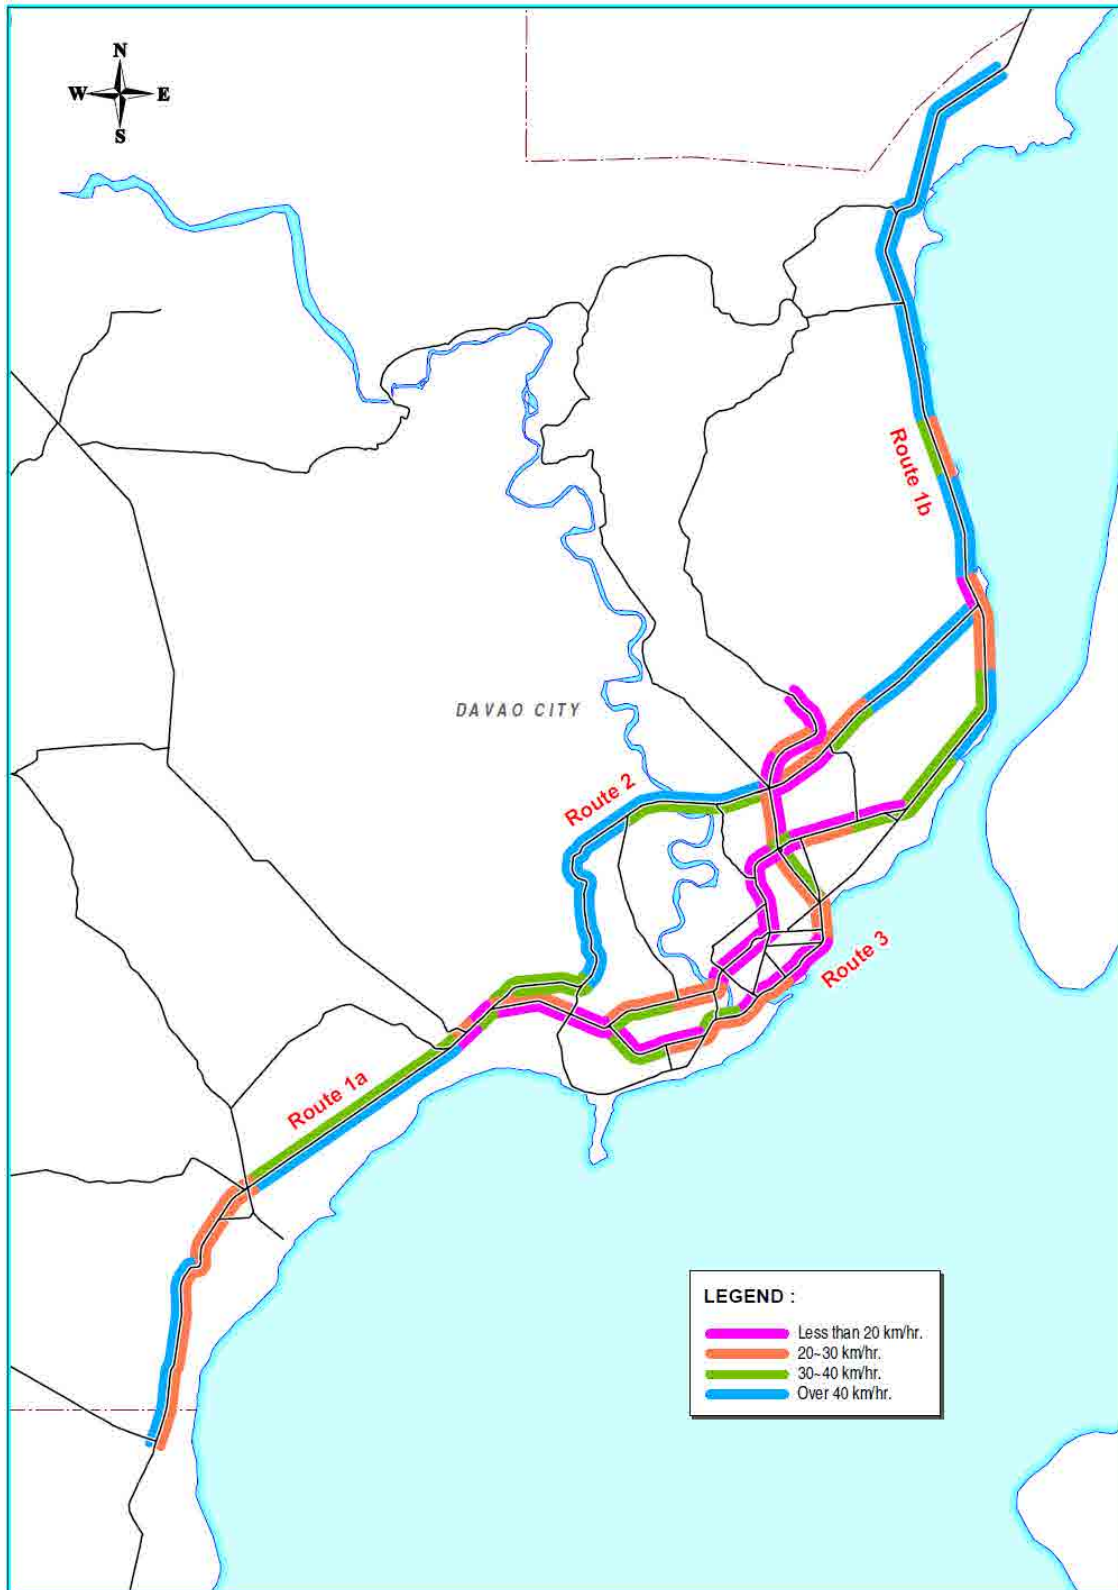 N
W E
S
Route 1b
DAVAO CITY
Route 2
Route 3
Route 1a
LEGEND :
Less than 20 km/hr.
20~30 km/hr.
30~40 km/hr.
Over 40 km/hr.